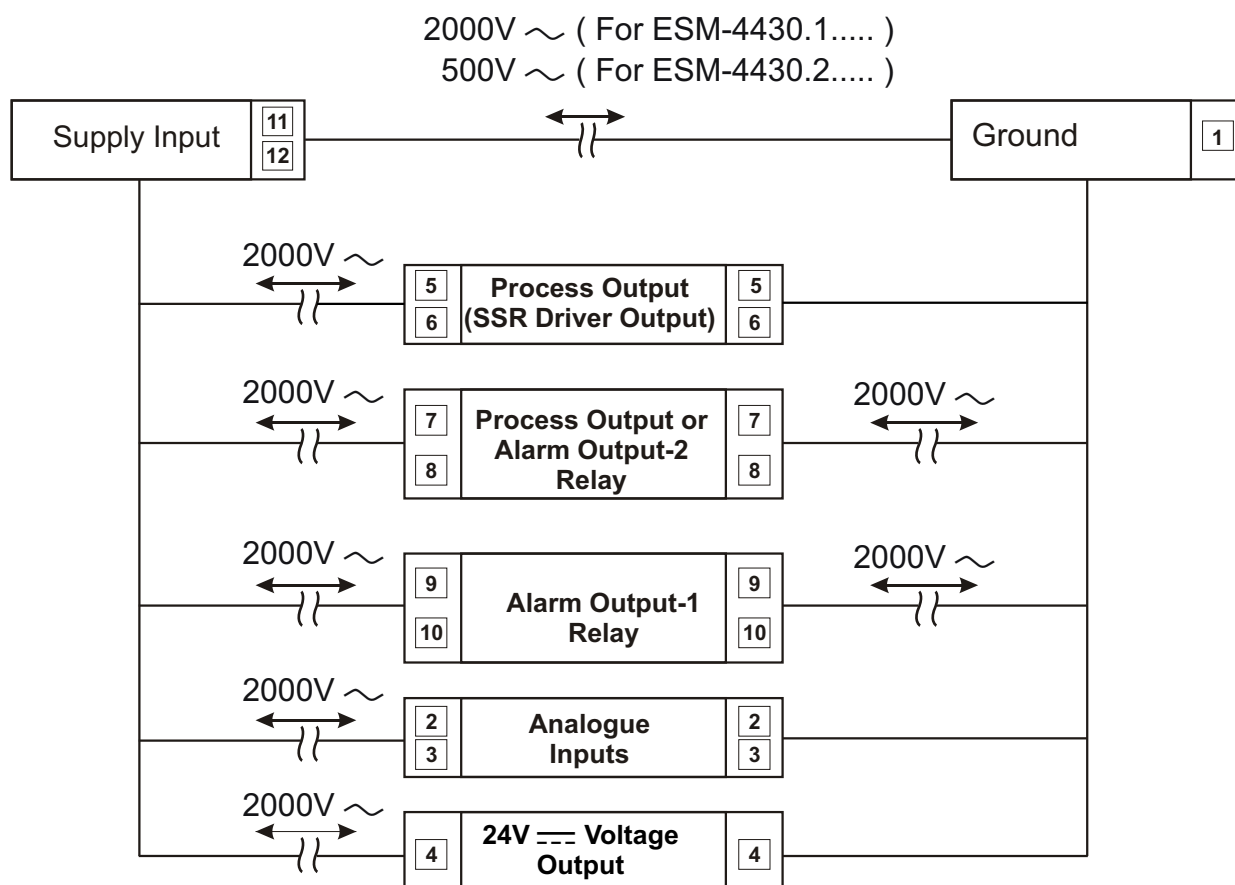 2000V ~ ( For ESM-4430.1..... )
500V ~ ( For ESM-4430.2..... )
Supply Input
11
12
Ground
1
2000V ~
5
6
Process Output
(SSR Driver Output)
5
6
2000V ~
7
8
Process Output or
Alarm Output-2
Relay
7
8
2000V ~
2000V ~
9
10
Alarm Output-1
Relay
9
10
2000V ~
2000V ~
2
3
Analogue
Inputs
2
3
2000V ~
4
24V ⎓ Voltage
Output
4